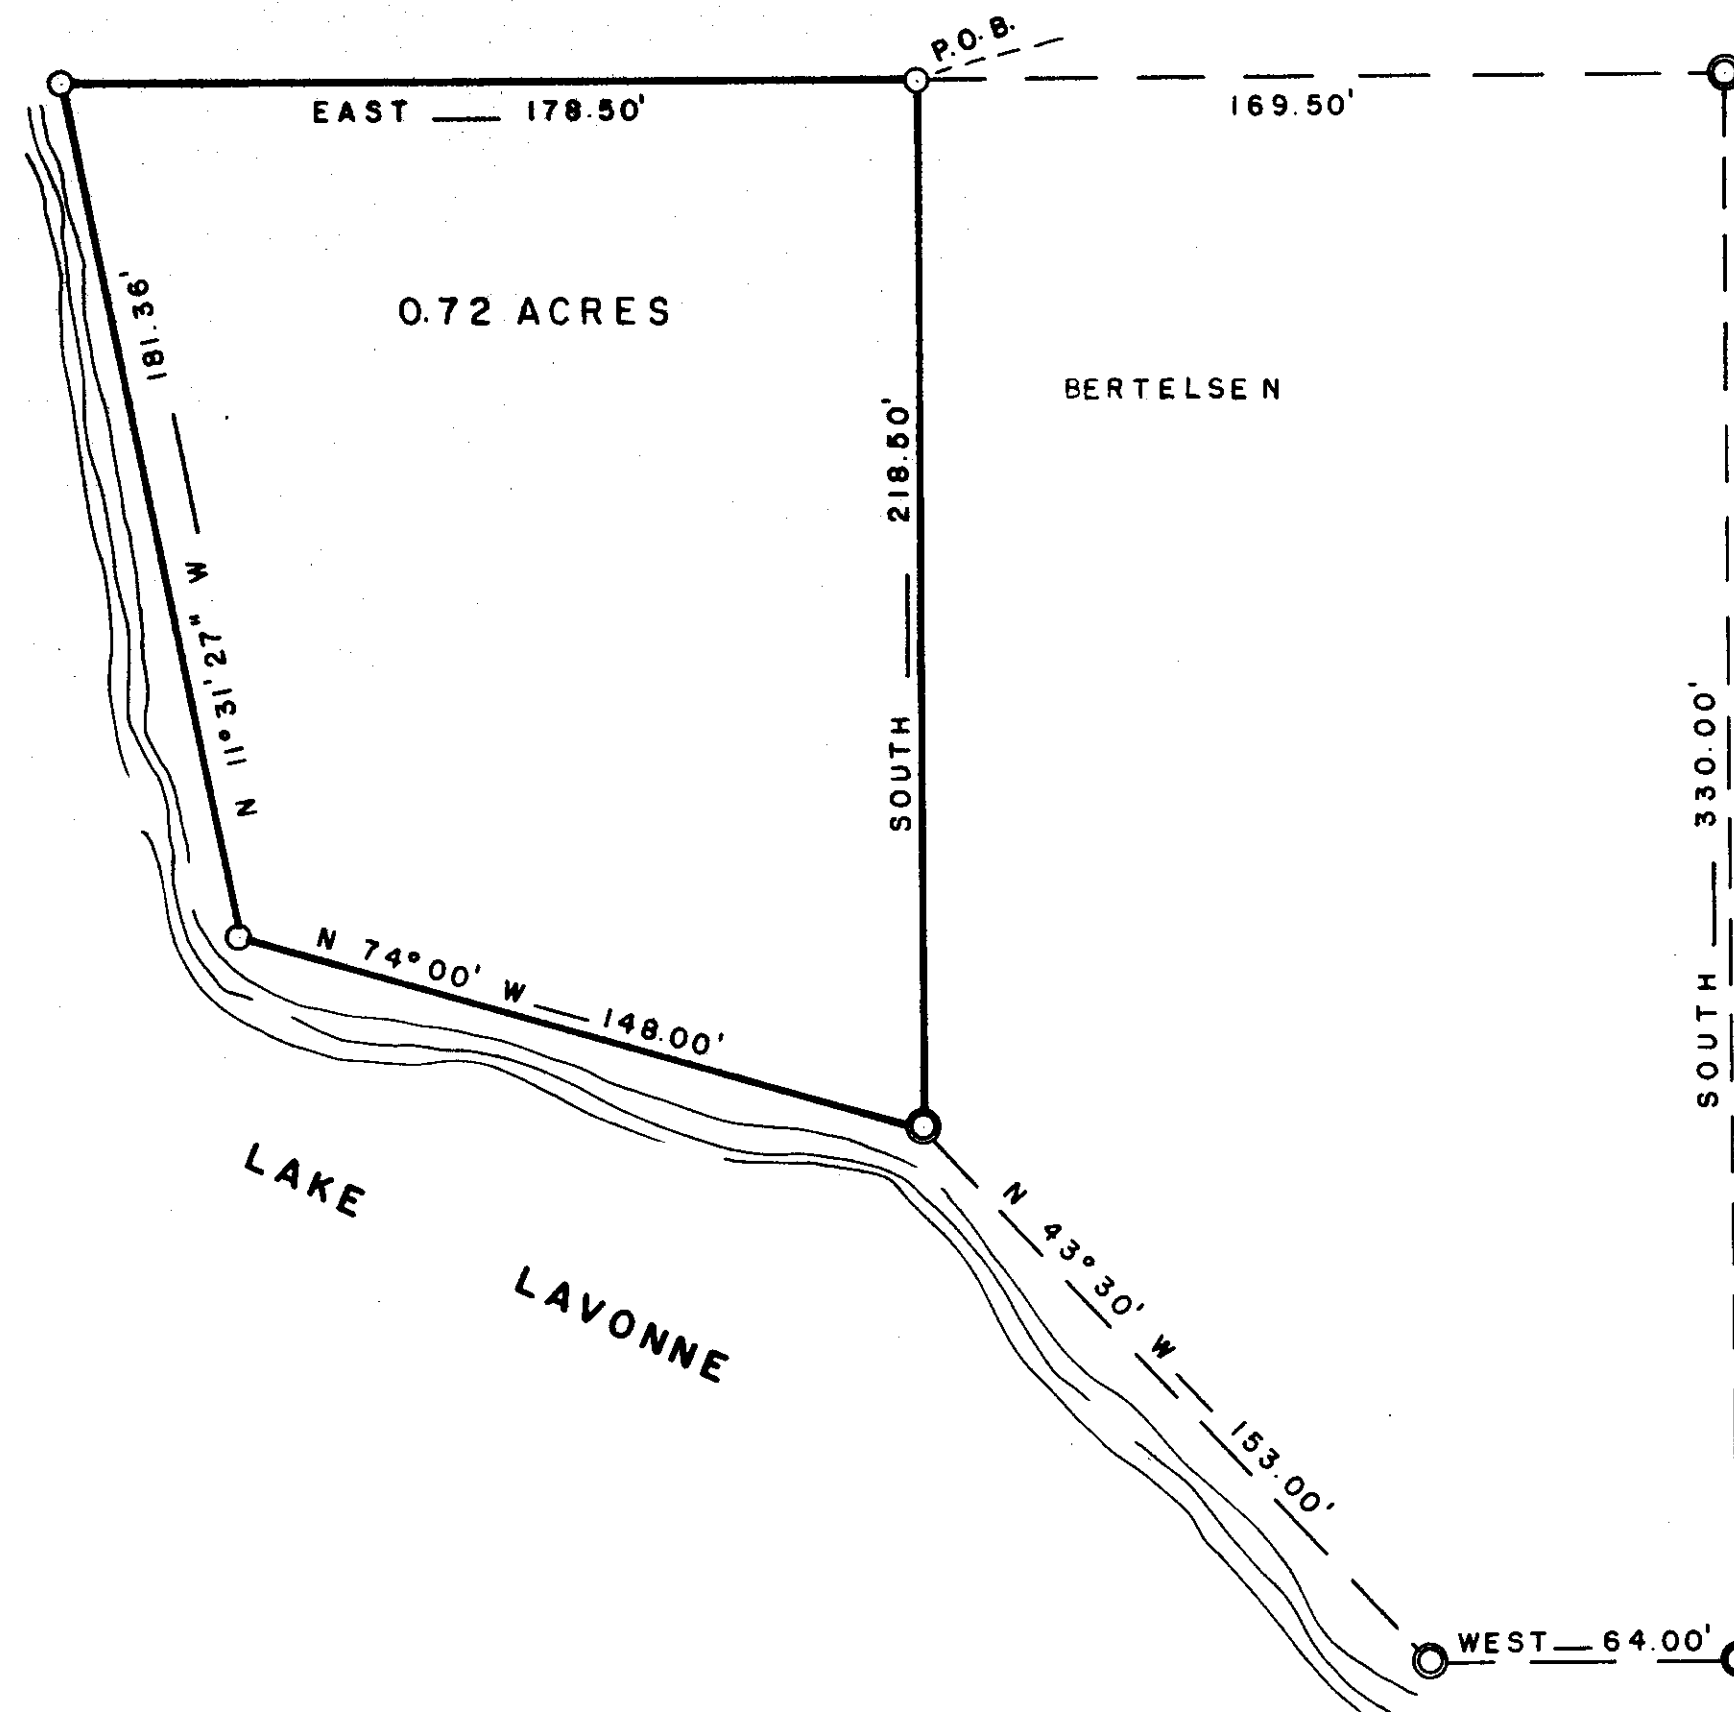 P.O.B.
EAST — 178.50'
169.50'
181.36'
N 11° 31' 27" W
0.72 ACRES
BERTELSEN
SOUTH — 218.50'
SOUTH — 330.00'
N 74° 00' W — 148.00'
LAKE
LAVONNE
N 43° 30' W — 153.00'
WEST — 64.00'